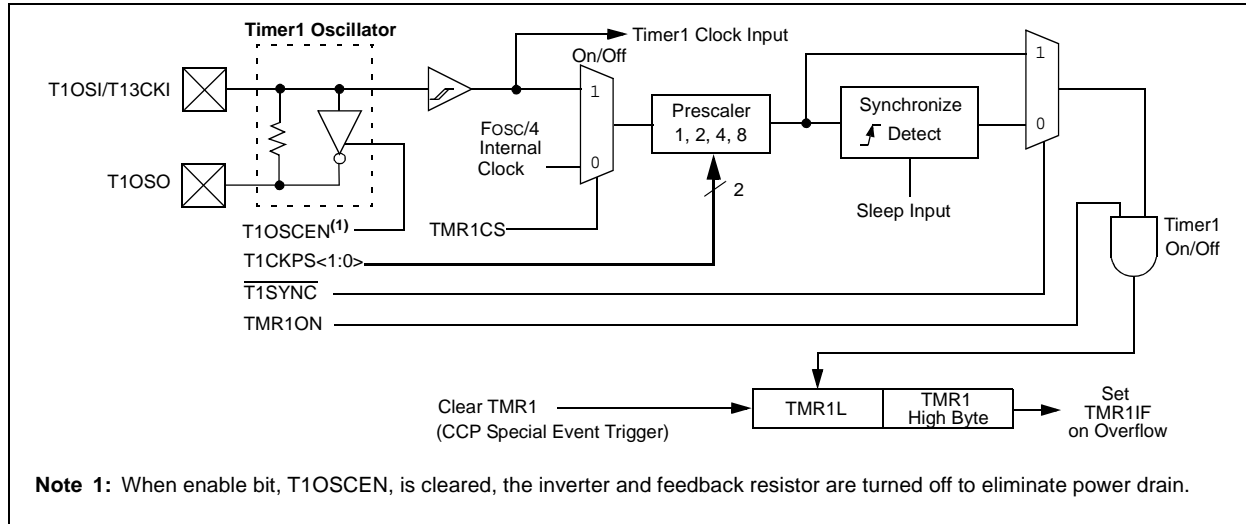 Timer1 Oscillator
T1OSI/T13CKI
T1OSO
Timer1 Clock Input
On/Off
1
0
FOSC/4
Internal
Clock
Prescaler
1, 2, 4, 8
2
Synchronize
Detect
Sleep Input
1
0
Timer1
On/Off
T1OSCEN(1)
TMR1CS
T1CKPS<1:0>
T1SYNC
TMR1ON
Clear TMR1
(CCP Special Event Trigger)
TMR1L
TMR1
High Byte
Set
TMR1IF
on Overflow
Note 1: When enable bit, T1OSCEN, is cleared, the inverter and feedback resistor are turned off to eliminate power drain.